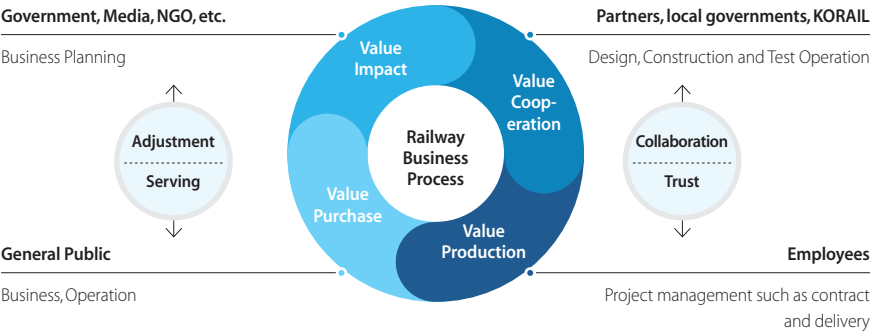 Government, Media, NGO, etc.
Business Planning
Adjustment
Serving
General Public
Business, Operation
Value
Impact
Value
Coop-
eration
Railway
Business
Process
Value
Purchase
Value
Production
Partners, local governments, KORAIL
Design, Construction and Test Operation
Collaboration
Trust
Employees
Project management such as contract
and delivery